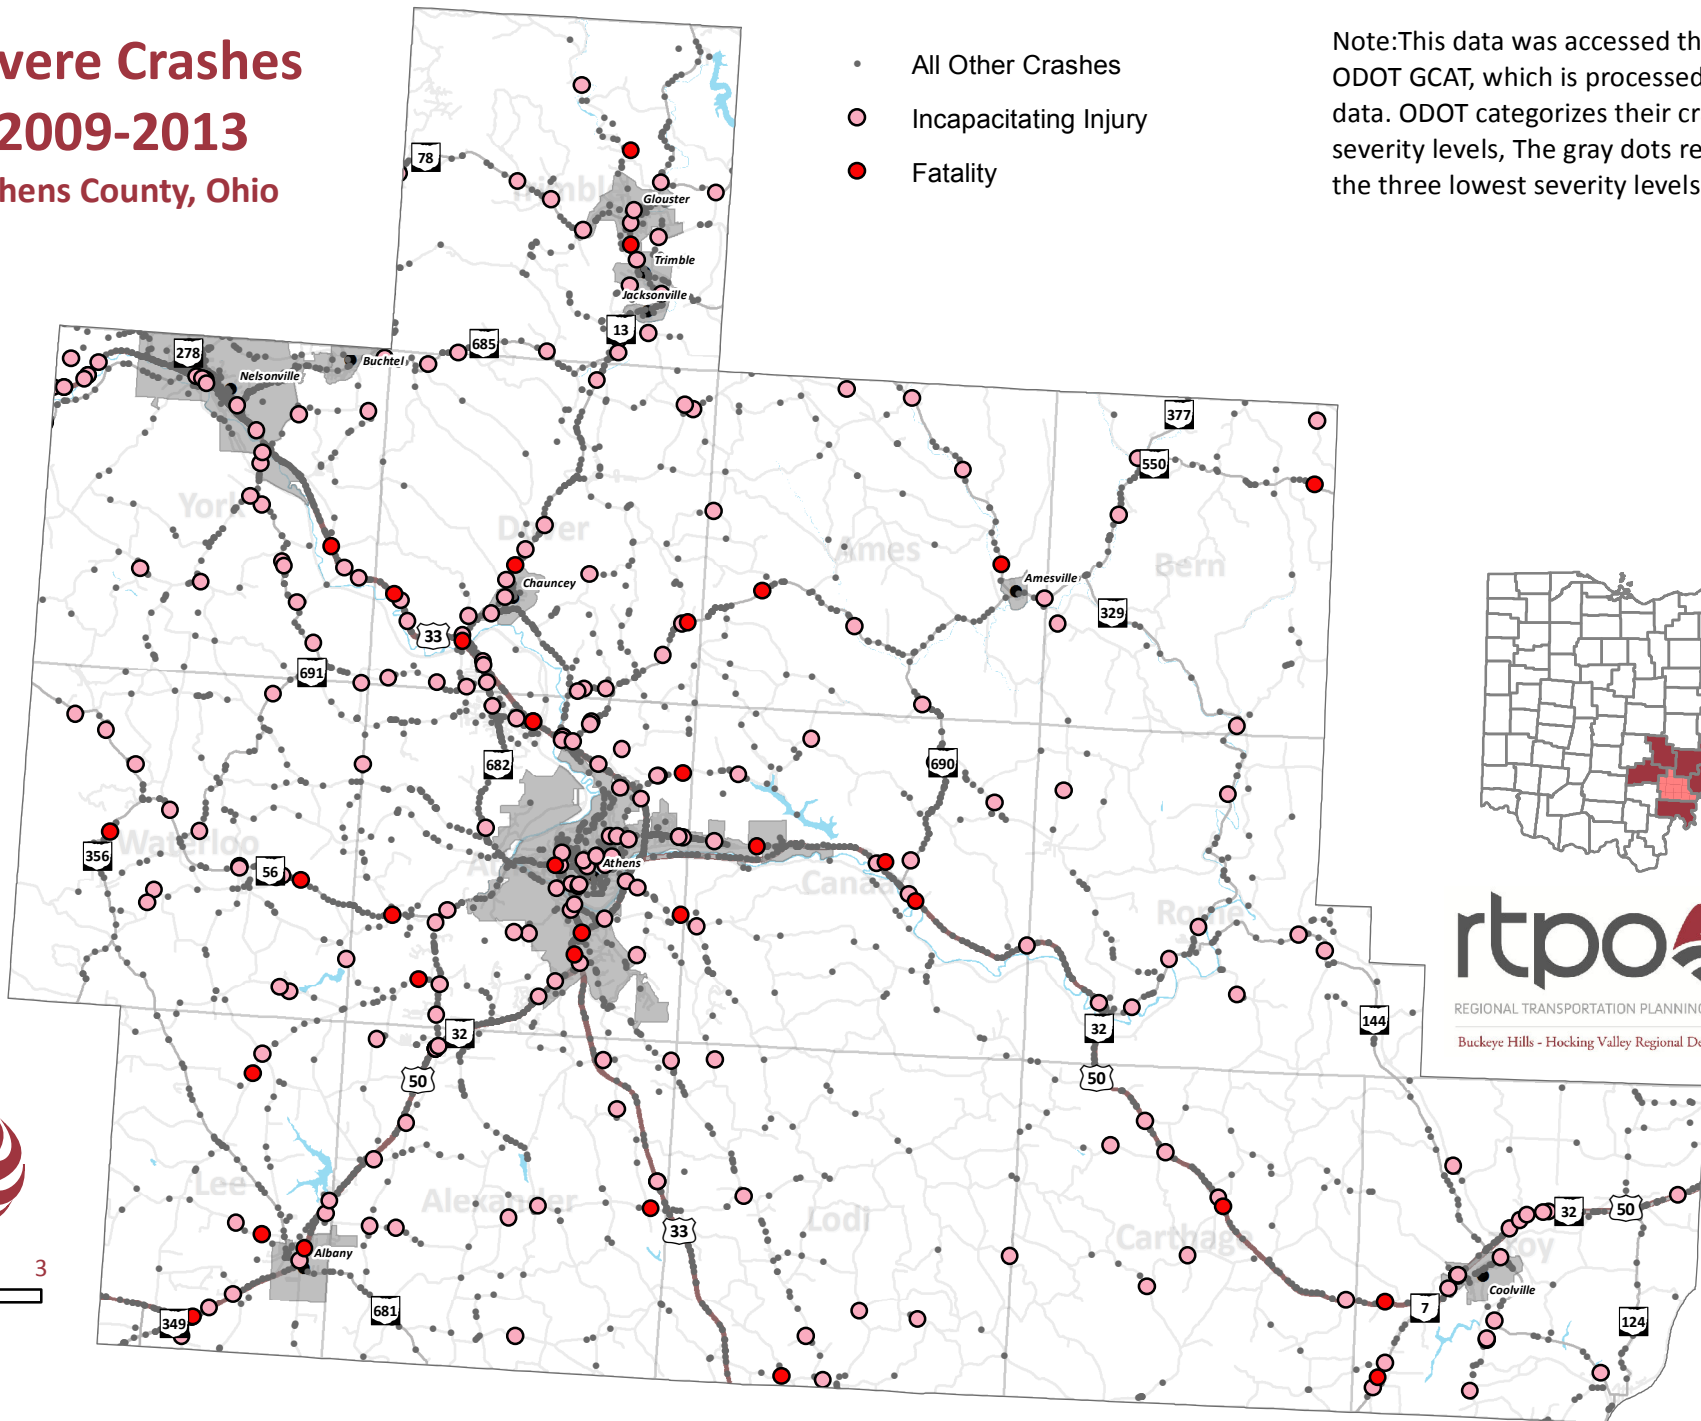 vere Crashes
2009-2013
hens County, Ohio
All Other Crashes
Incapacitating Injury
Fatality
Note:This data was accessed th
ODOT GCAT, which is processed
data. ODOT categorizes their cr
severity levels, The gray dots re
the three lowest severity levels
78
Trimble
Glouster
Trimble
Jacksonville
13
685
278
Buchtel
Nelsonville
377
550
York
Dover
Ames
Bern
Chauncey
Amesville
329
33
691
682
690
Waterloo
356
56
Athens
Canaan
Rome
rtpo
REGIONAL TRANSPORTATION PLANNING
Buckeye Hills - Hocking Valley Regional De
144
32
32
50
50
Lee
Alexander
Lodi
Carthage
33
32
50
Troy
Albany
3
Coolville
349
681
7
124